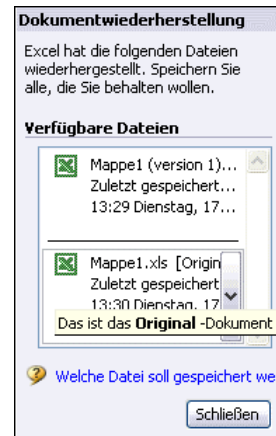 Dokumentwiederherstellung
Excel hat die folgenden Dateien
wiederhergestellt. Speichern Sie
alle, die Sie behalten wollen.
Verfügbare Dateien
Mappe1 (version 1)...
Zuletzt gespeichert...
13:29 Dienstag, 17...
Mappe1.xls [Origin
Zuletzt gespeichert
13:30 Dienstag, 17
Das ist das Original -Dokument
Welche Datei soll gespeichert we
Schließen